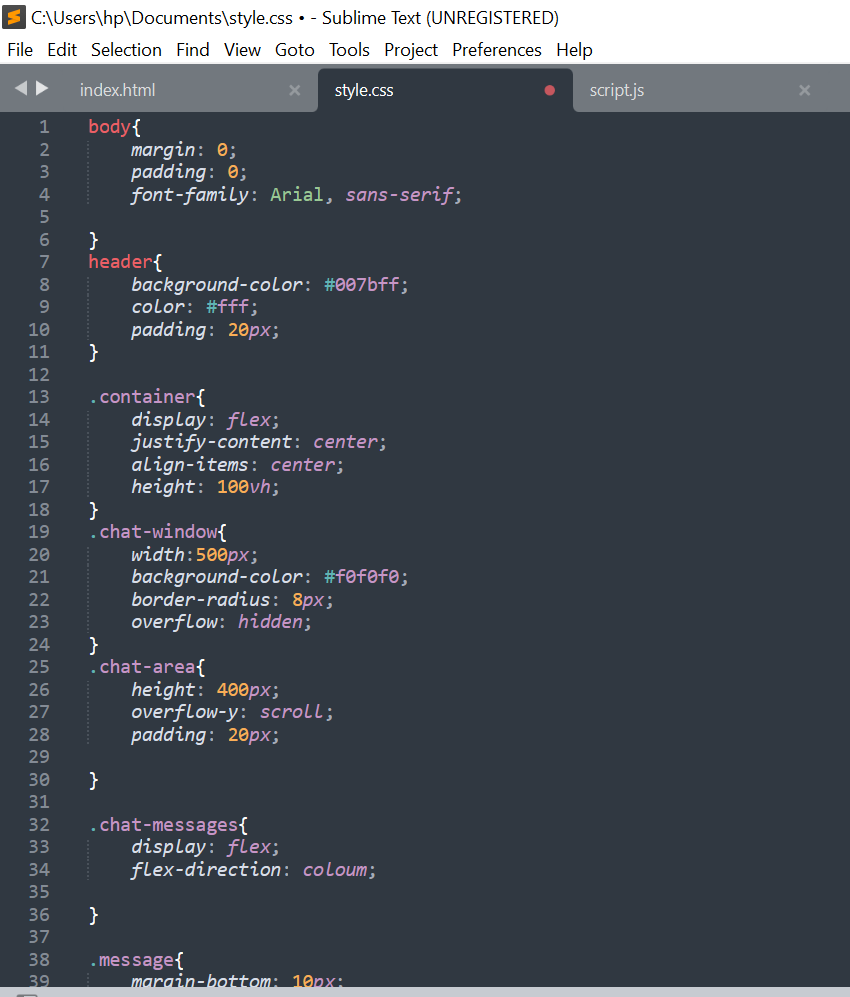 C:\Users\hp\Documents\style.css • - Sublime Text (UNREGISTERED)
File Edit Selection Find View Goto Tools Project Preferences Help
index.html × style.css script.js ×
1 body{
2 margin: 0;
3 padding: 0;
4 font-family: Arial, sans-serif;
5
6 }
7 header{
8 background-color: #007bff;
9 color: #fff;
10 padding: 20px;
11 }
12
13 .container{
14 display: flex;
15 justify-content: center;
16 align-items: center;
17 height: 100vh;
18 }
19 .chat-window{
20 width:500px;
21 background-color: #f0f0f0;
22 border-radius: 8px;
23 overflow: hidden;
24 }
25 .chat-area{
26 height: 400px;
27 overflow-y: scroll;
28 padding: 20px;
29
30 }
31
32 .chat-messages{
33 display: flex;
34 flex-direction: coloum;
35
36 }
37
38 .message{
39 margin-bottom: 10px;